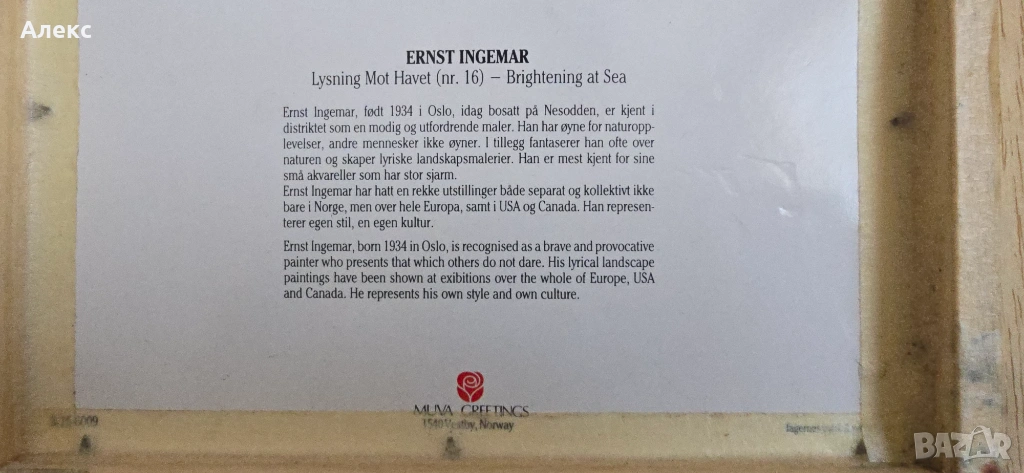 Алекс
ERNST INGEMAR
Lysning Mot Havet (nr. 16) – Brightening at Sea
Ernst Ingemar, født 1934 i Oslo, idag bosatt på Nesodden, er kjent i
distriktet som en modig og utfordrende maler. Han har øyne for naturopp-
levelser, andre mennesker ikke øyner. I tillegg fantaserer han ofte over
naturen og skaper lyriske landskapsmalerier. Han er mest kjent for sine
små akvareller som har stor sjarm.
Ernst Ingemar har hatt en rekke utstillinger både separat og kollektivt ikke
bare i Norge, men over hele Europa, samt i USA og Canada. Han represen-
terer egen stil, en egen kultur.
Ernst Ingemar, born 1934 in Oslo, is recognised as a brave and provocative
painter who presents that which others do not dare. His lyrical landscape
paintings have been shown at exibitions over the whole of Europe, USA
and Canada. He represents his own style and own culture.
MUVA GREETINGS
1540 Vestby, Norway
BAZAR